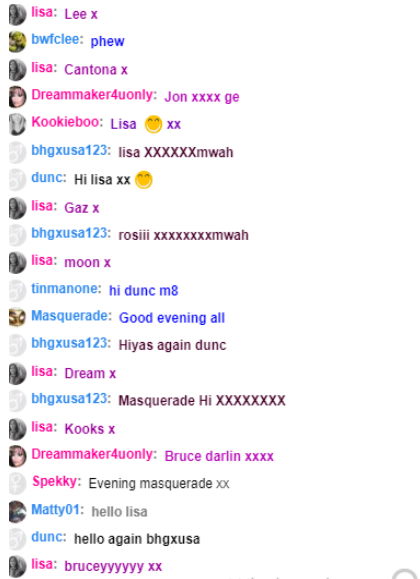 lisa: Lee x
bwfclee: phew
lisa: Cantona x
Dreammaker4uonly: Jon xxxx ge
Kookieboo: Lisa 😊 xx
bhgxusa123: lisa XXXXXXmwah
dunc: Hi lisa xx 😊
lisa: Gaz x
bhgxusa123: rosiii xxxxxxxxmwah
lisa: moon x
tinmanone: hi dunc m8
Masquerade: Good evening all
bhgxusa123: Hiyas again dunc
lisa: Dream x
bhgxusa123: Masquerade Hi XXXXXXXX
lisa: Kooks x
Dreammaker4uonly: Bruce darlin xxxx
Spekky: Evening masquerade xx
Matty01: hello lisa
dunc: hello again bhgxusa
lisa: bruceyyyyyy xx